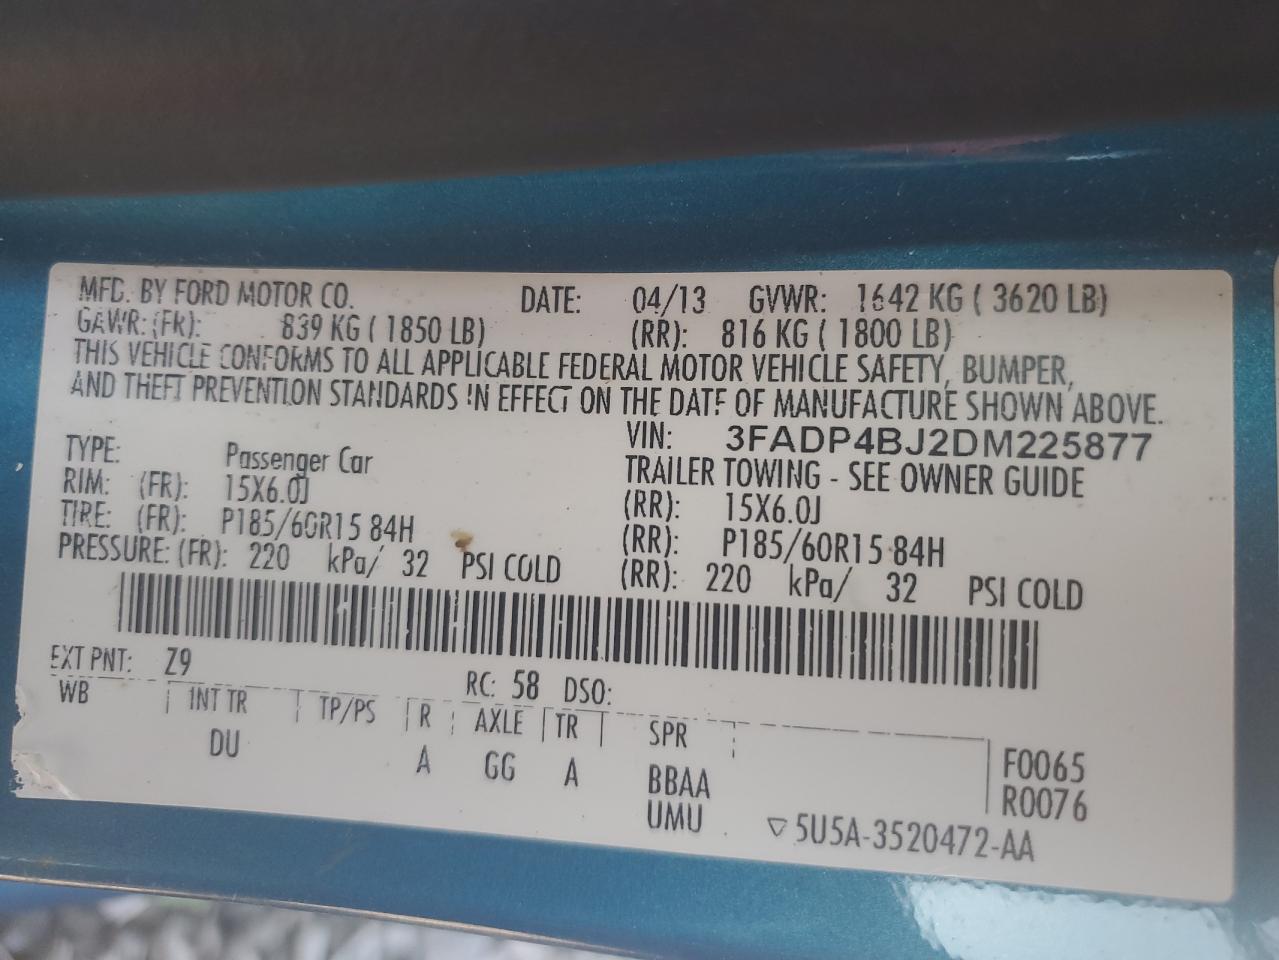 MFD. BY FORD MOTOR CO. DATE: 04/13 GVWR: 1642 KG ( 3620 LB)
GAWR: (FR): 839 KG ( 1850 LB) (RR): 816 KG ( 1800 LB)
THIS VEHICLE CONFORMS TO ALL APPLICABLE FEDERAL MOTOR VEHICLE SAFETY, BUMPER,
AND THEFT PREVENTION STANDARDS IN EFFECT ON THE DATE OF MANUFACTURE SHOWN ABOVE.
VIN: 3FADP4BJ2DM225877
TYPE: Passenger Car TRAILER TOWING - SEE OWNER GUIDE
RIM: (FR): 15X6.0J (RR): 15X6.0J
TIRE: (FR): P185/60R15 84H (RR): P185/60R15 84H
PRESSURE: (FR): 220 kPa/ 32 PSI COLD (RR): 220 kPa/ 32 PSI COLD
EXT PNT: Z9 RC: 58 DSO:
WB INT TR TP/PS R AXLE TR SPR
DU A GG A BBAA F0065
UMU R0076
▽ 5U5A-3520472-AA